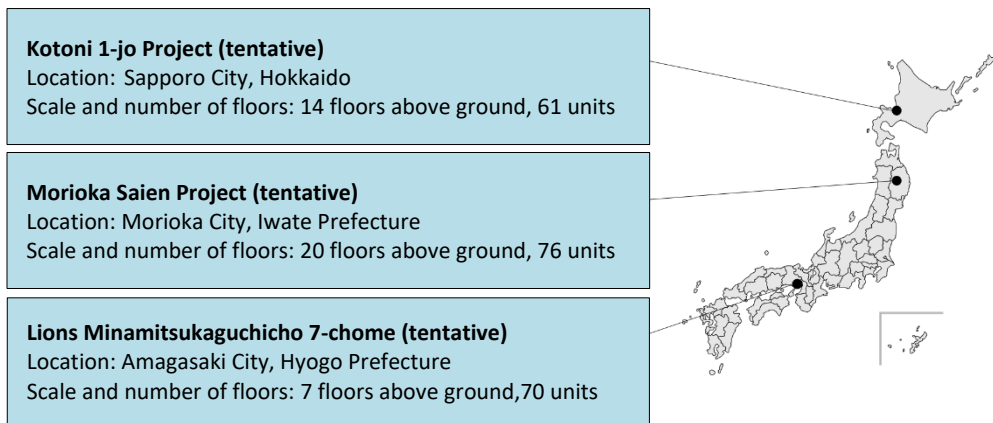 Kotoni 1-jo Project (tentative)
Location: Sapporo City, Hokkaido
Scale and number of floors: 14 floors above ground, 61 units
Morioka Saien Project (tentative)
Location: Morioka City, Iwate Prefecture
Scale and number of floors: 20 floors above ground, 76 units
Lions Minamitsukaguchicho 7-chome (tentative)
Location: Amagasaki City, Hyogo Prefecture
Scale and number of floors: 7 floors above ground,70 units